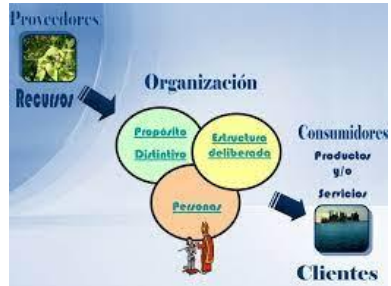 Proveedores
Recursos
Organización
Propósito
Distintivo
Estructura
deliberada
Personas
Consumidores
Productos
y/o
Servicios
Clientes